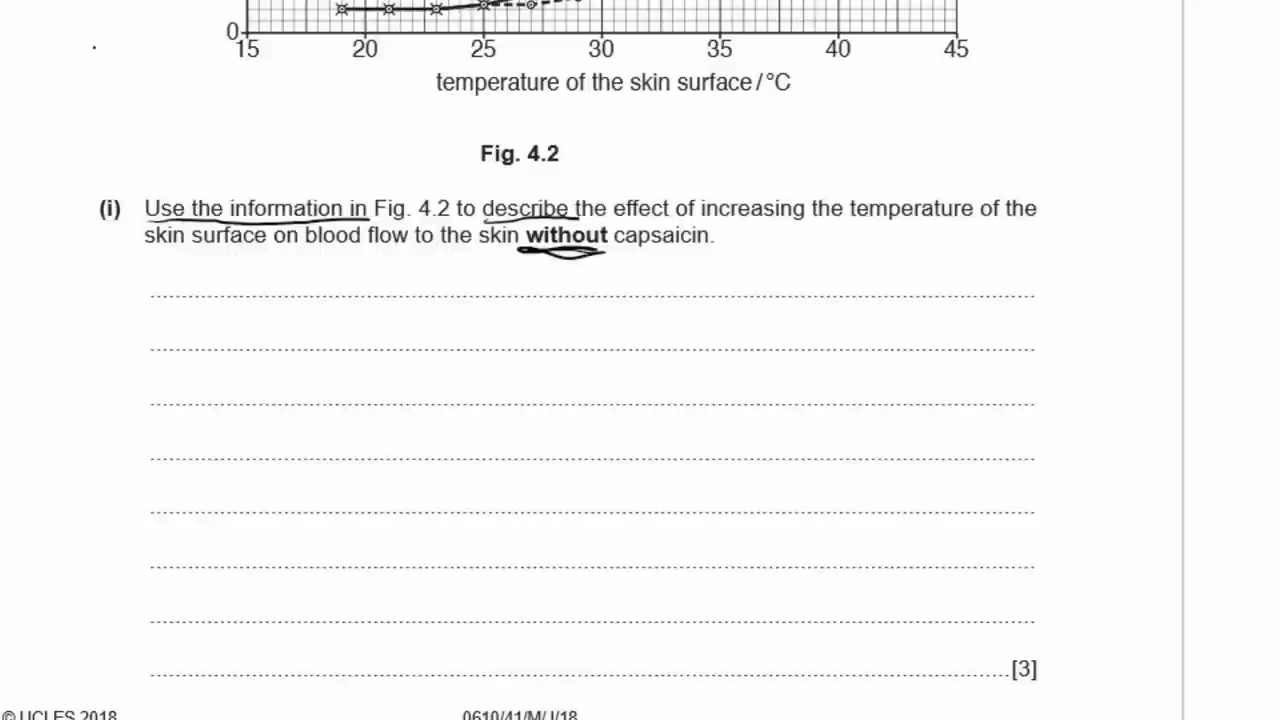 0
15 20 25 30 35 40 45
temperature of the skin surface / °C
Fig. 4.2
(i) Use the information in Fig. 4.2 to describe the effect of increasing the temperature of the
skin surface on blood flow to the skin without capsaicin.
[3]
© UCLES 2018 0610/41/M/J/18